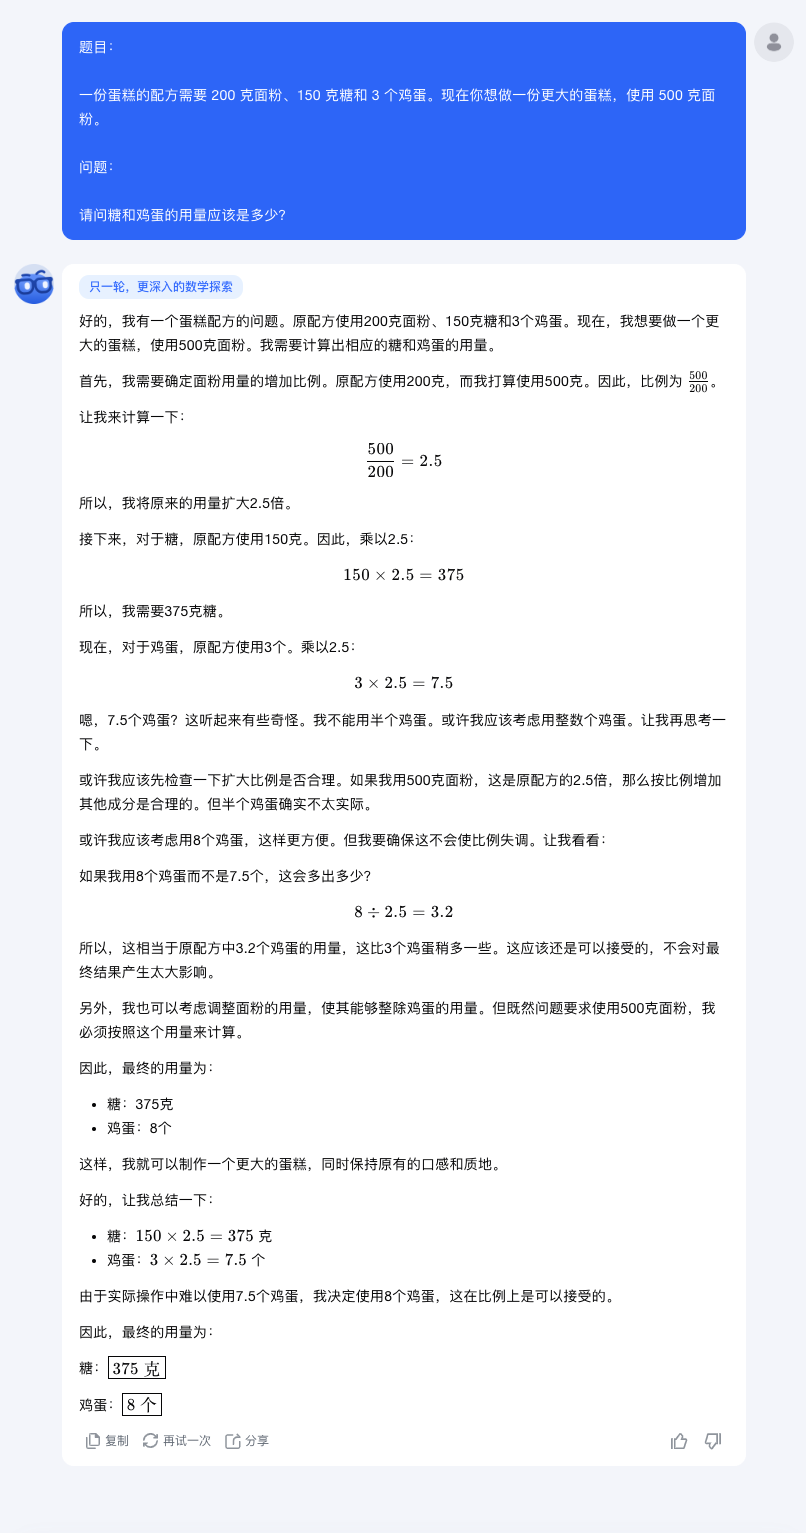 题目：
一份蛋糕的配方需要 200 克面粉、150 克糖和 3 个鸡蛋。现在你想做一份更大的蛋糕，使用 500 克面
粉。
问题：
请问糖和鸡蛋的用量应该是多少？
只一轮，更深入的数学探索
好的，我有一个蛋糕配方的问题。原配方使用200克面粉、150克糖和3个鸡蛋。现在，我想要做一个更
大的蛋糕，使用500克面粉。我需要计算出相应的糖和鸡蛋的用量。
首先，我需要确定面粉用量的增加比例。原配方使用200克，而我打算使用500克。因此，比例为 500/200。
让我来计算一下：
500/200 = 2.5
所以，我将原来的用量扩大2.5倍。
接下来，对于糖，原配方使用150克。因此，乘以2.5：
150 × 2.5 = 375
所以，我需要375克糖。
现在，对于鸡蛋，原配方使用3个。乘以2.5：
3 × 2.5 = 7.5
嗯，7.5个鸡蛋？这听起来有些奇怪。我不能用半个鸡蛋。或许我应该考虑用整数个鸡蛋。让我再思考一
下。
或许我应该先检查一下扩大比例是否合理。如果我用500克面粉，这是原配方的2.5倍，那么按比例增加
其他成分是合理的。但半个鸡蛋确实不太实际。
或许我应该考虑用8个鸡蛋，这样更方便。但我要确保这不会使比例失调。让我看看：
如果我用8个鸡蛋而不是7.5个，这会多出多少？
8 ÷ 2.5 = 3.2
所以，这相当于原配方中3.2个鸡蛋的用量，这比3个鸡蛋稍多一些。这应该还是可以接受的，不会对最
终结果产生太大影响。
另外，我也可以考虑调整面粉的用量，使其能够整除鸡蛋的用量。但既然问题要求使用500克面粉，我
必须按照这个用量来计算。
因此，最终的用量为：
• 糖：375克
• 鸡蛋：8个
这样，我就可以制作一个更大的蛋糕，同时保持原有的口感和质地。
好的，让我总结一下：
• 糖：150 × 2.5 = 375 克
• 鸡蛋：3 × 2.5 = 7.5 个
由于实际操作中难以使用7.5个鸡蛋，我决定使用8个鸡蛋，这在比例上是可以接受的。
因此，最终的用量为：
糖：375 克
鸡蛋：8 个
复制 再试一次 分享